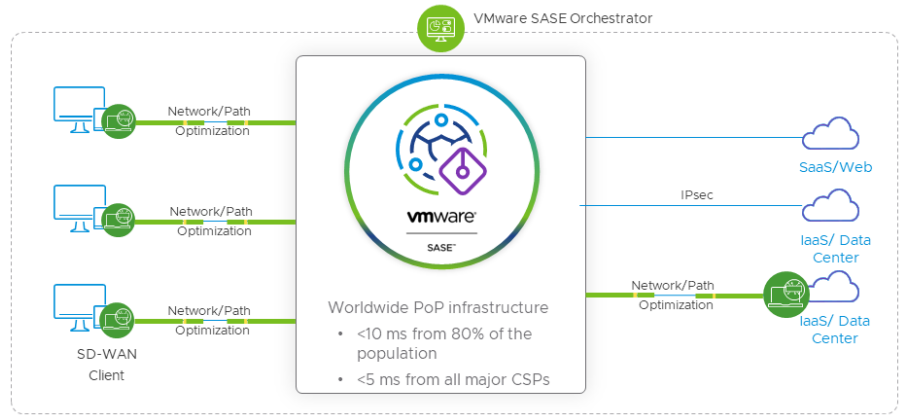 VMware SASE Orchestrator
Network/Path
Optimization
Network/Path
Optimization
Network/Path
Optimization
SD-WAN
Client
vmware®
SASE™
Worldwide PoP infrastructure
• <10 ms from 80% of the
population
• <5 ms from all major CSPs
SaaS/Web
IPsec
IaaS/ Data
Center
Network/Path
Optimization
IaaS/ Data
Center